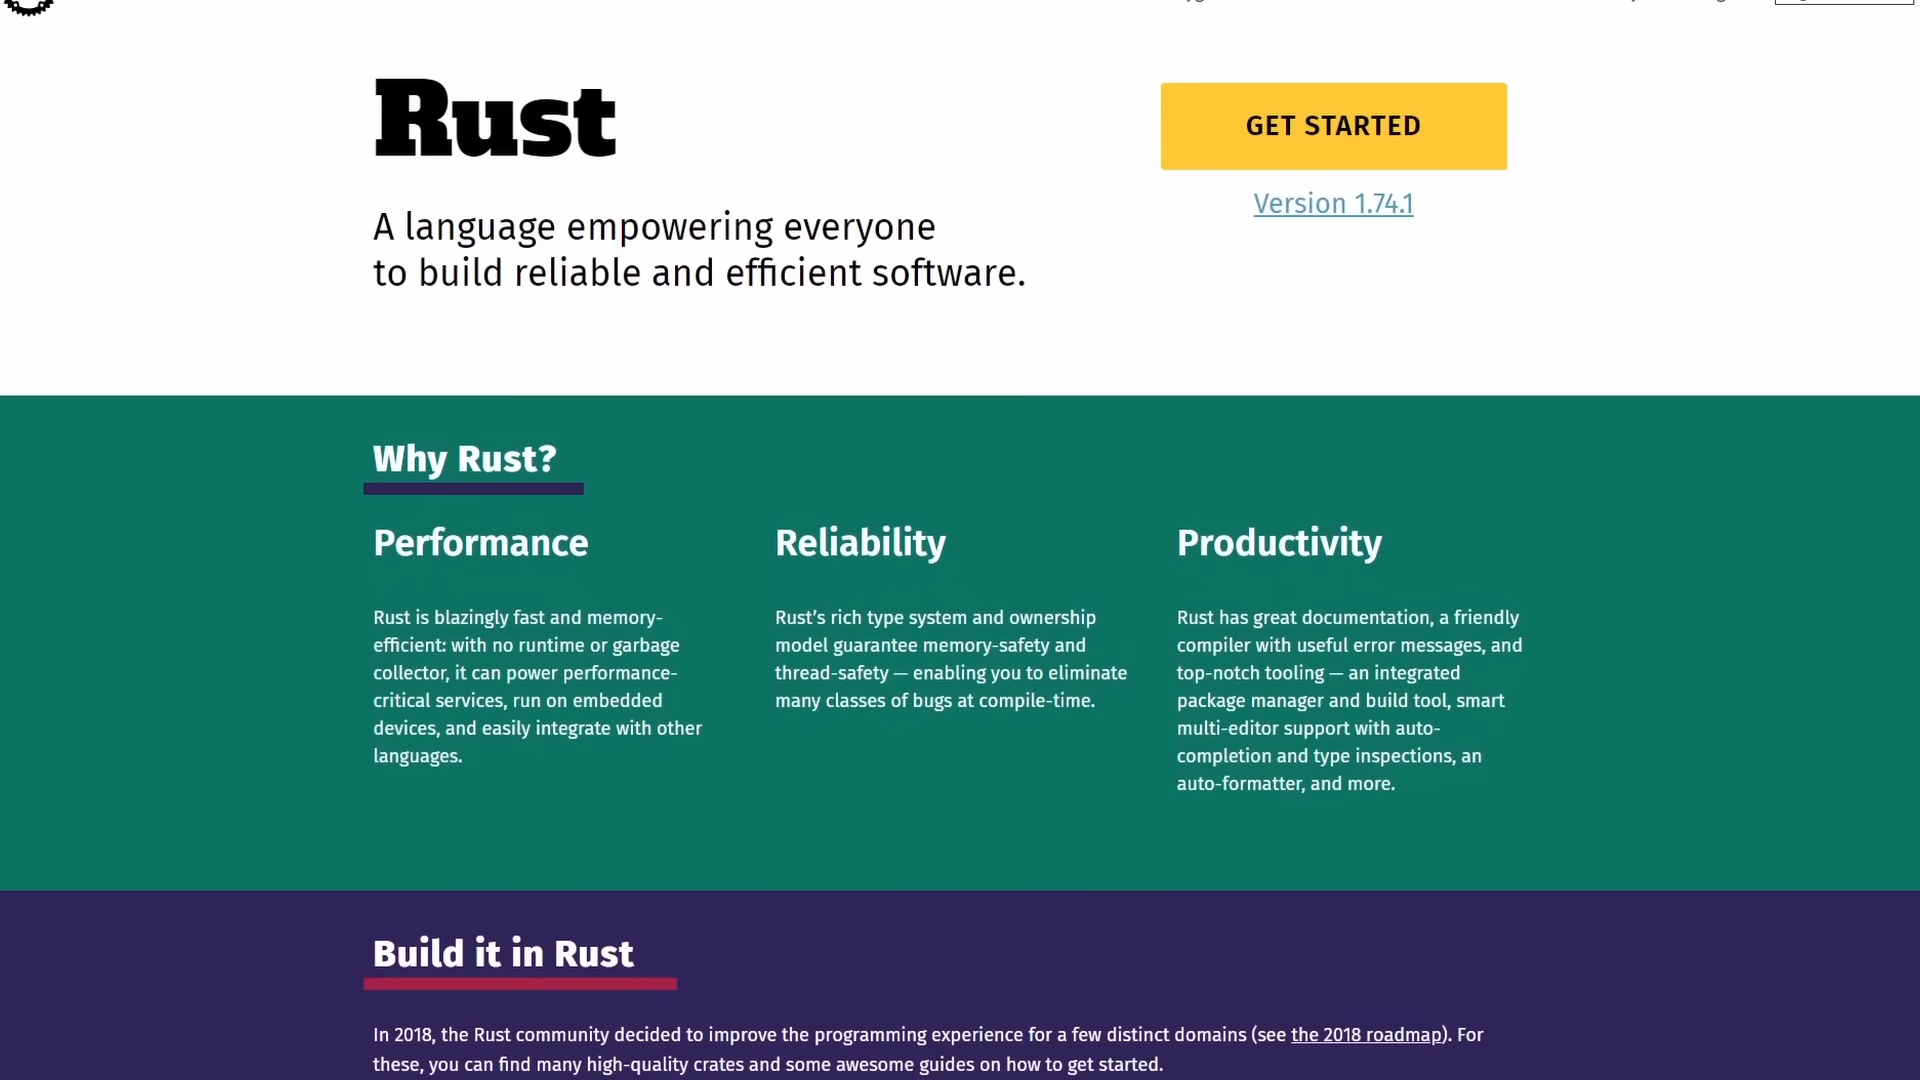 Rust
GET STARTED
Version 1.74.1
A language empowering everyone
to build reliable and efficient software.
Why Rust?
Performance
Rust is blazingly fast and memory-
efficient: with no runtime or garbage
collector, it can power performance-
critical services, run on embedded
devices, and easily integrate with other
languages.
Reliability
Rust’s rich type system and ownership
model guarantee memory-safety and
thread-safety — enabling you to eliminate
many classes of bugs at compile-time.
Productivity
Rust has great documentation, a friendly
compiler with useful error messages, and
top-notch tooling — an integrated
package manager and build tool, smart
multi-editor support with auto-
completion and type inspections, an
auto-formatter, and more.
Build it in Rust
In 2018, the Rust community decided to improve the programming experience for a few distinct domains (see the 2018 roadmap). For
these, you can find many high-quality crates and some awesome guides on how to get started.